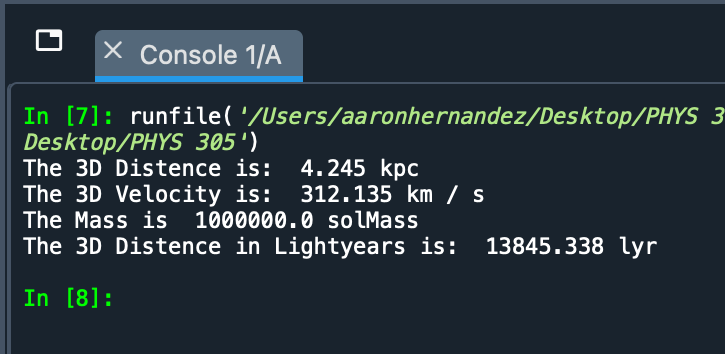 Console 1/A
In [7]: runfile('/Users/aaronhernandez/Desktop/PHYS 3
Desktop/PHYS 305')
The 3D Distence is:  4.245 kpc
The 3D Velocity is:  312.135 km / s
The Mass is  1000000.0 solMass
The 3D Distence in Lightyears is:  13845.338 lyr
In [8]: